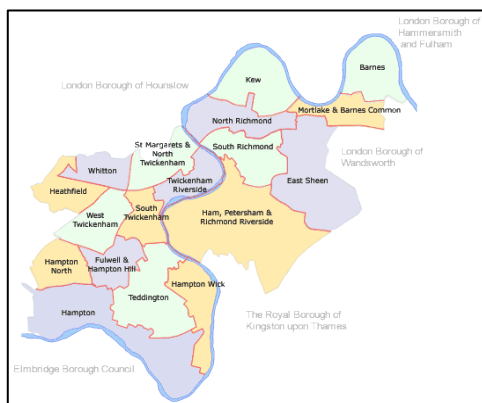 London Borough of
Hammersmith
and Fulham
Barnes
Kew
London Borough of Hounslow
Mortlake & Barnes Common
North Richmond
St Margarets &
North
Twickenham
South Richmond
London Borough of
Wandsworth
Whitton
Twickenham
Riverside
East Sheen
Heathfield
South
Twickenham
West
Twickenham
Ham, Petersham &
Richmond Riverside
Hampton
North
Fulwell &
Hampton Hill
Hampton Wick
Teddington
Hampton
The Royal Borough of
Kingston upon Thames
Elmbridge Borough Council